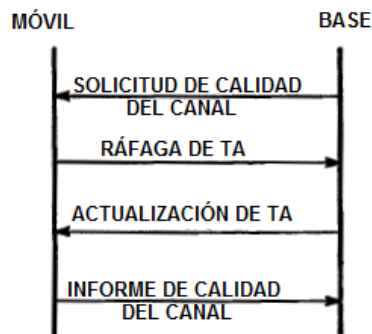 MÓVIL BASE
SOLICITUD DE CALIDAD
DEL CANAL
RÁFAGA DE TA
ACTUALIZACIÓN DE TA
INFORME DE CALIDAD
DEL CANAL